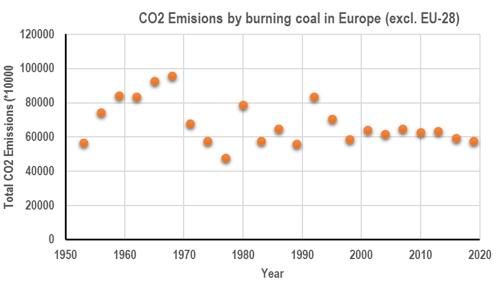 CO2 Emisions by burning coal in Europe (excl. EU-28)
120000
100000
80000
60000
40000
20000
0
Total CO2 Emissions (*10000
1950 1960 1970 1980 1990 2000 2010 2020
Year